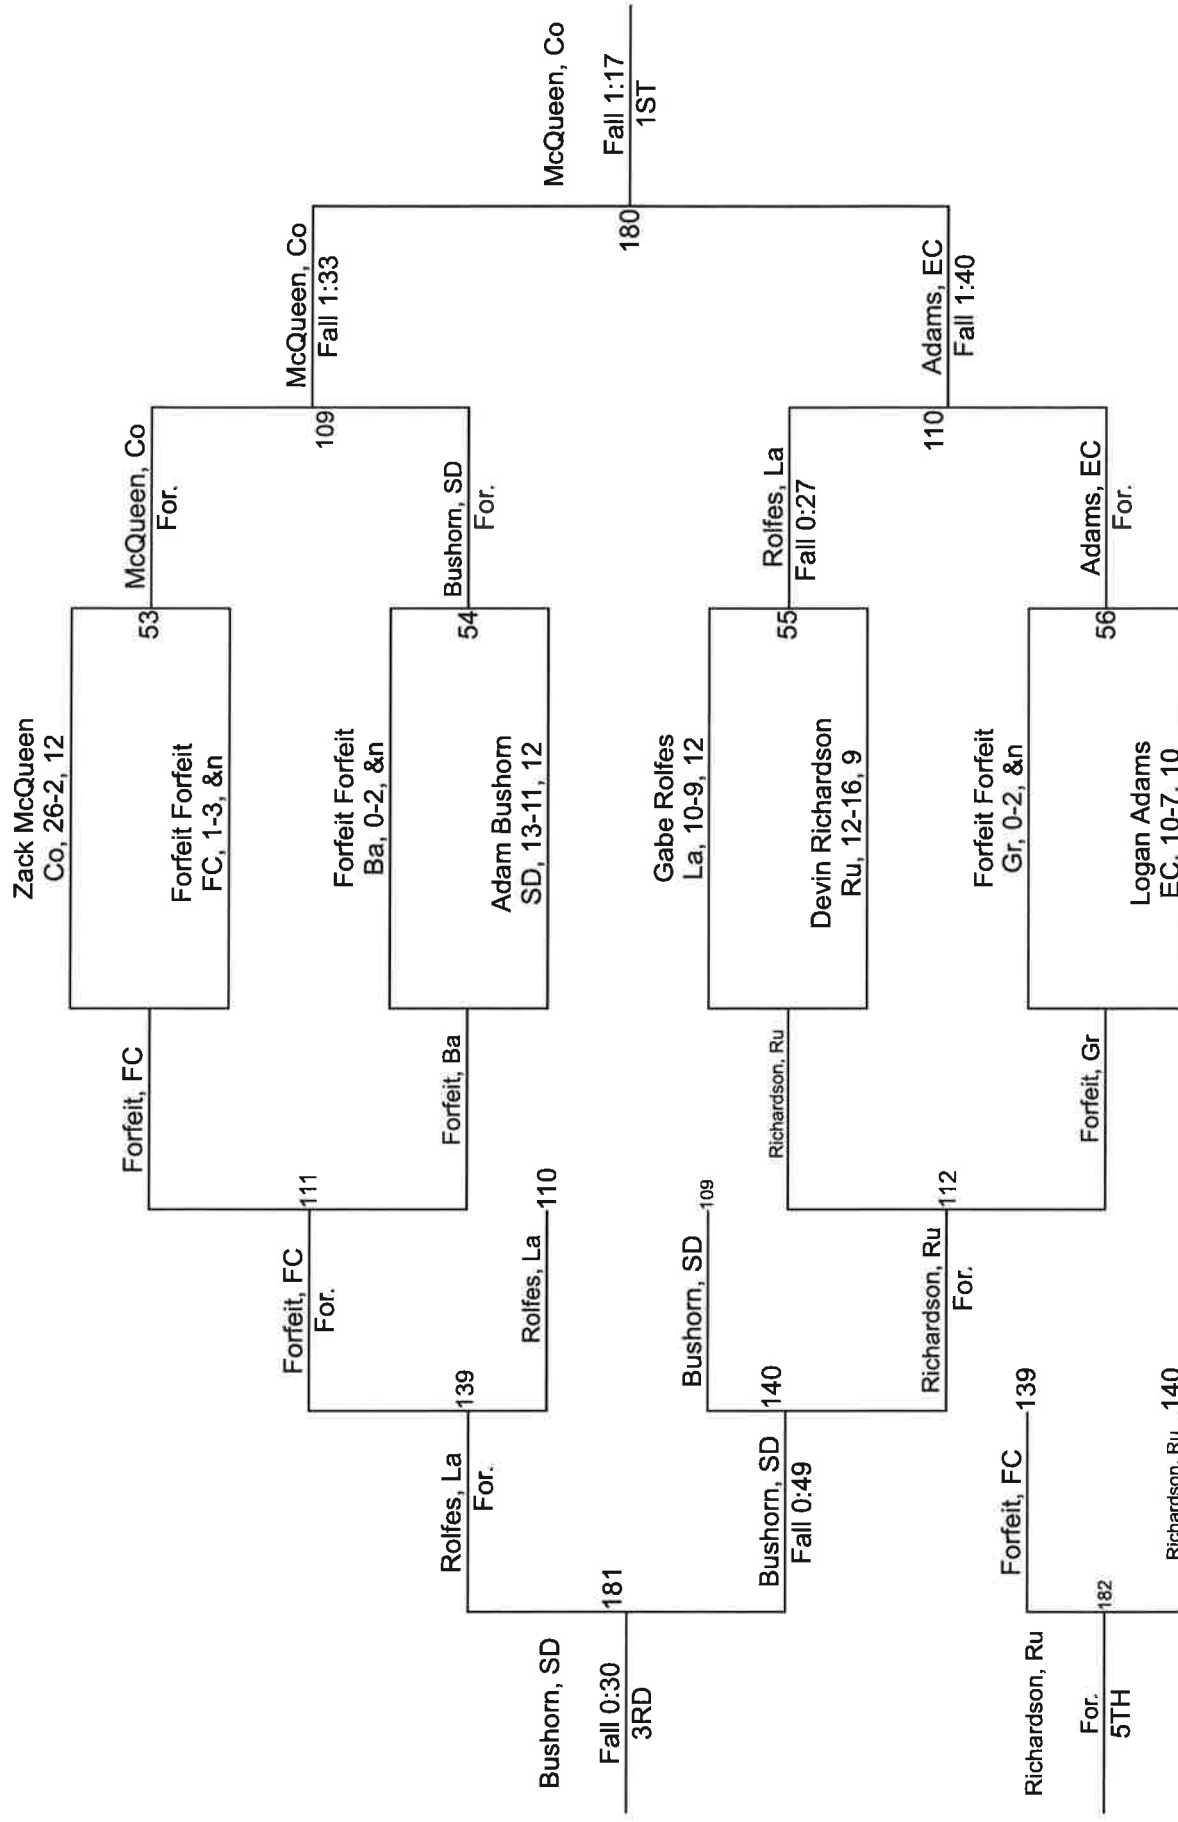 Zack McQueen
Co, 26-2, 12
Forfeit Forfeit
FC, 1-3, &n
53
McQueen, Co
For.
Forfeit Forfeit
Ba, 0-2, &n
Adam Bushorn
SD, 13-11, 12
54
Bushorn, SD
For.
109
McQueen, Co
Fall 1:33
Gabe Rolfes
La, 10-9, 12
Devin Richardson
Ru, 12-16, 9
55
Rolfes, La
Fall 0:27
Forfeit Forfeit
Gr, 0-2, &n
Logan Adams
EC, 10-7, 10
56
Adams, EC
For.
110
Adams, EC
Fall 1:40
180
McQueen, Co
Fall 1:17
1ST
Forfeit, FC
Forfeit, Ba
111
Forfeit, FC
For.
Rolfes, La
110
139
Rolfes, La
For.
Richardson, Ru
Forfeit, Gr
112
Richardson, Ru
For.
Bushorn, SD
109
140
Bushorn, SD
Fall 0:49
181
Bushorn, SD
Fall 0:30
3RD
Forfeit, FC
139
Richardson, Ru
140
182
Richardson, Ru
For.
5TH